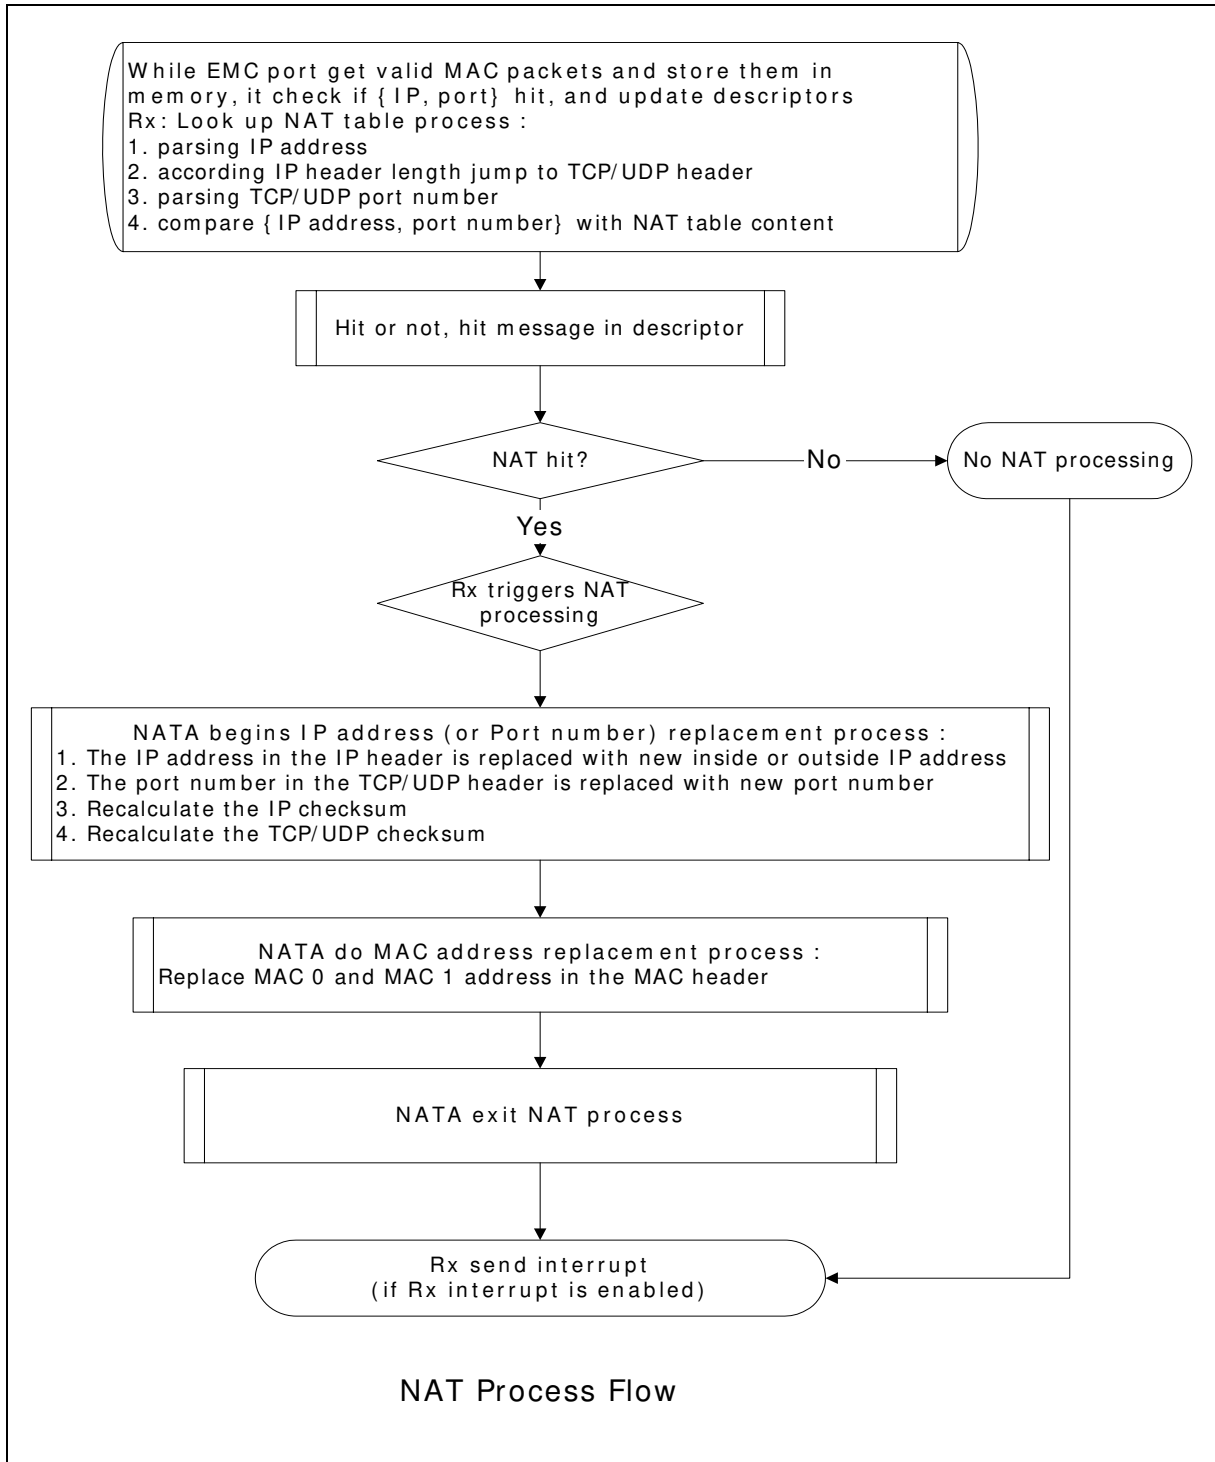 While EMC port get valid MAC packets and store them in
memory, it check if { IP, port} hit, and update descriptors
Rx: Look up NAT table process :
1. parsing IP address
2. according IP header length jump to TCP/UDP header
3. parsing TCP/UDP port number
4. compare { IP address, port number} with NAT table content
Hit or not, hit message in descriptor
NAT hit?
No
No NAT processing
Yes
Rx triggers NAT
processing
NATA begins IP address (or Port number) replacement process :
1. The IP address in the IP header is replaced with new inside or outside IP address
2. The port number in the TCP/UDP header is replaced with new port number
3. Recalculate the IP checksum
4. Recalculate the TCP/UDP checksum
NATA do MAC address replacement process :
Replace MAC 0 and MAC 1 address in the MAC header
NATA exit NAT process
Rx send interrupt
(if Rx interrupt is enabled)
NAT Process Flow